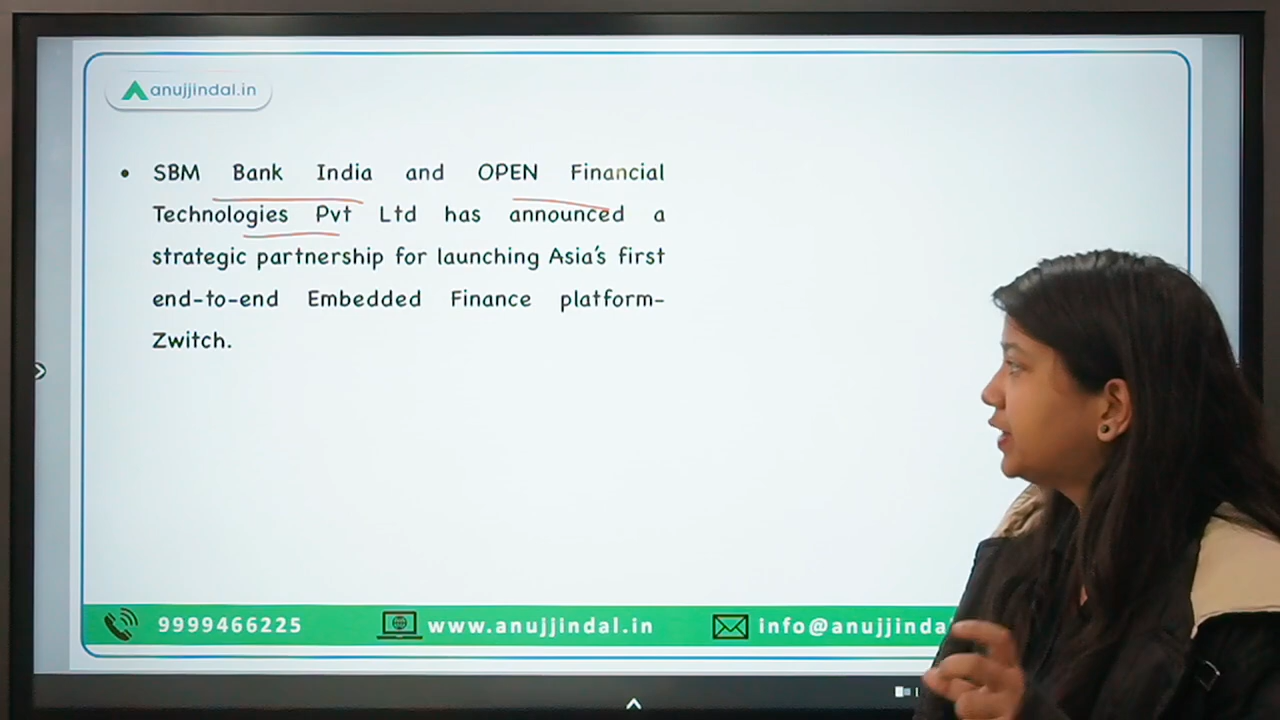 anujjindal.in
• SBM Bank India and OPEN Financial
Technologies Pvt Ltd has announced a
strategic partnership for launching Asia's first
end-to-end Embedded Finance platform-
Zwitch.
9999466225 www.anujjindal.in info@anujjinda